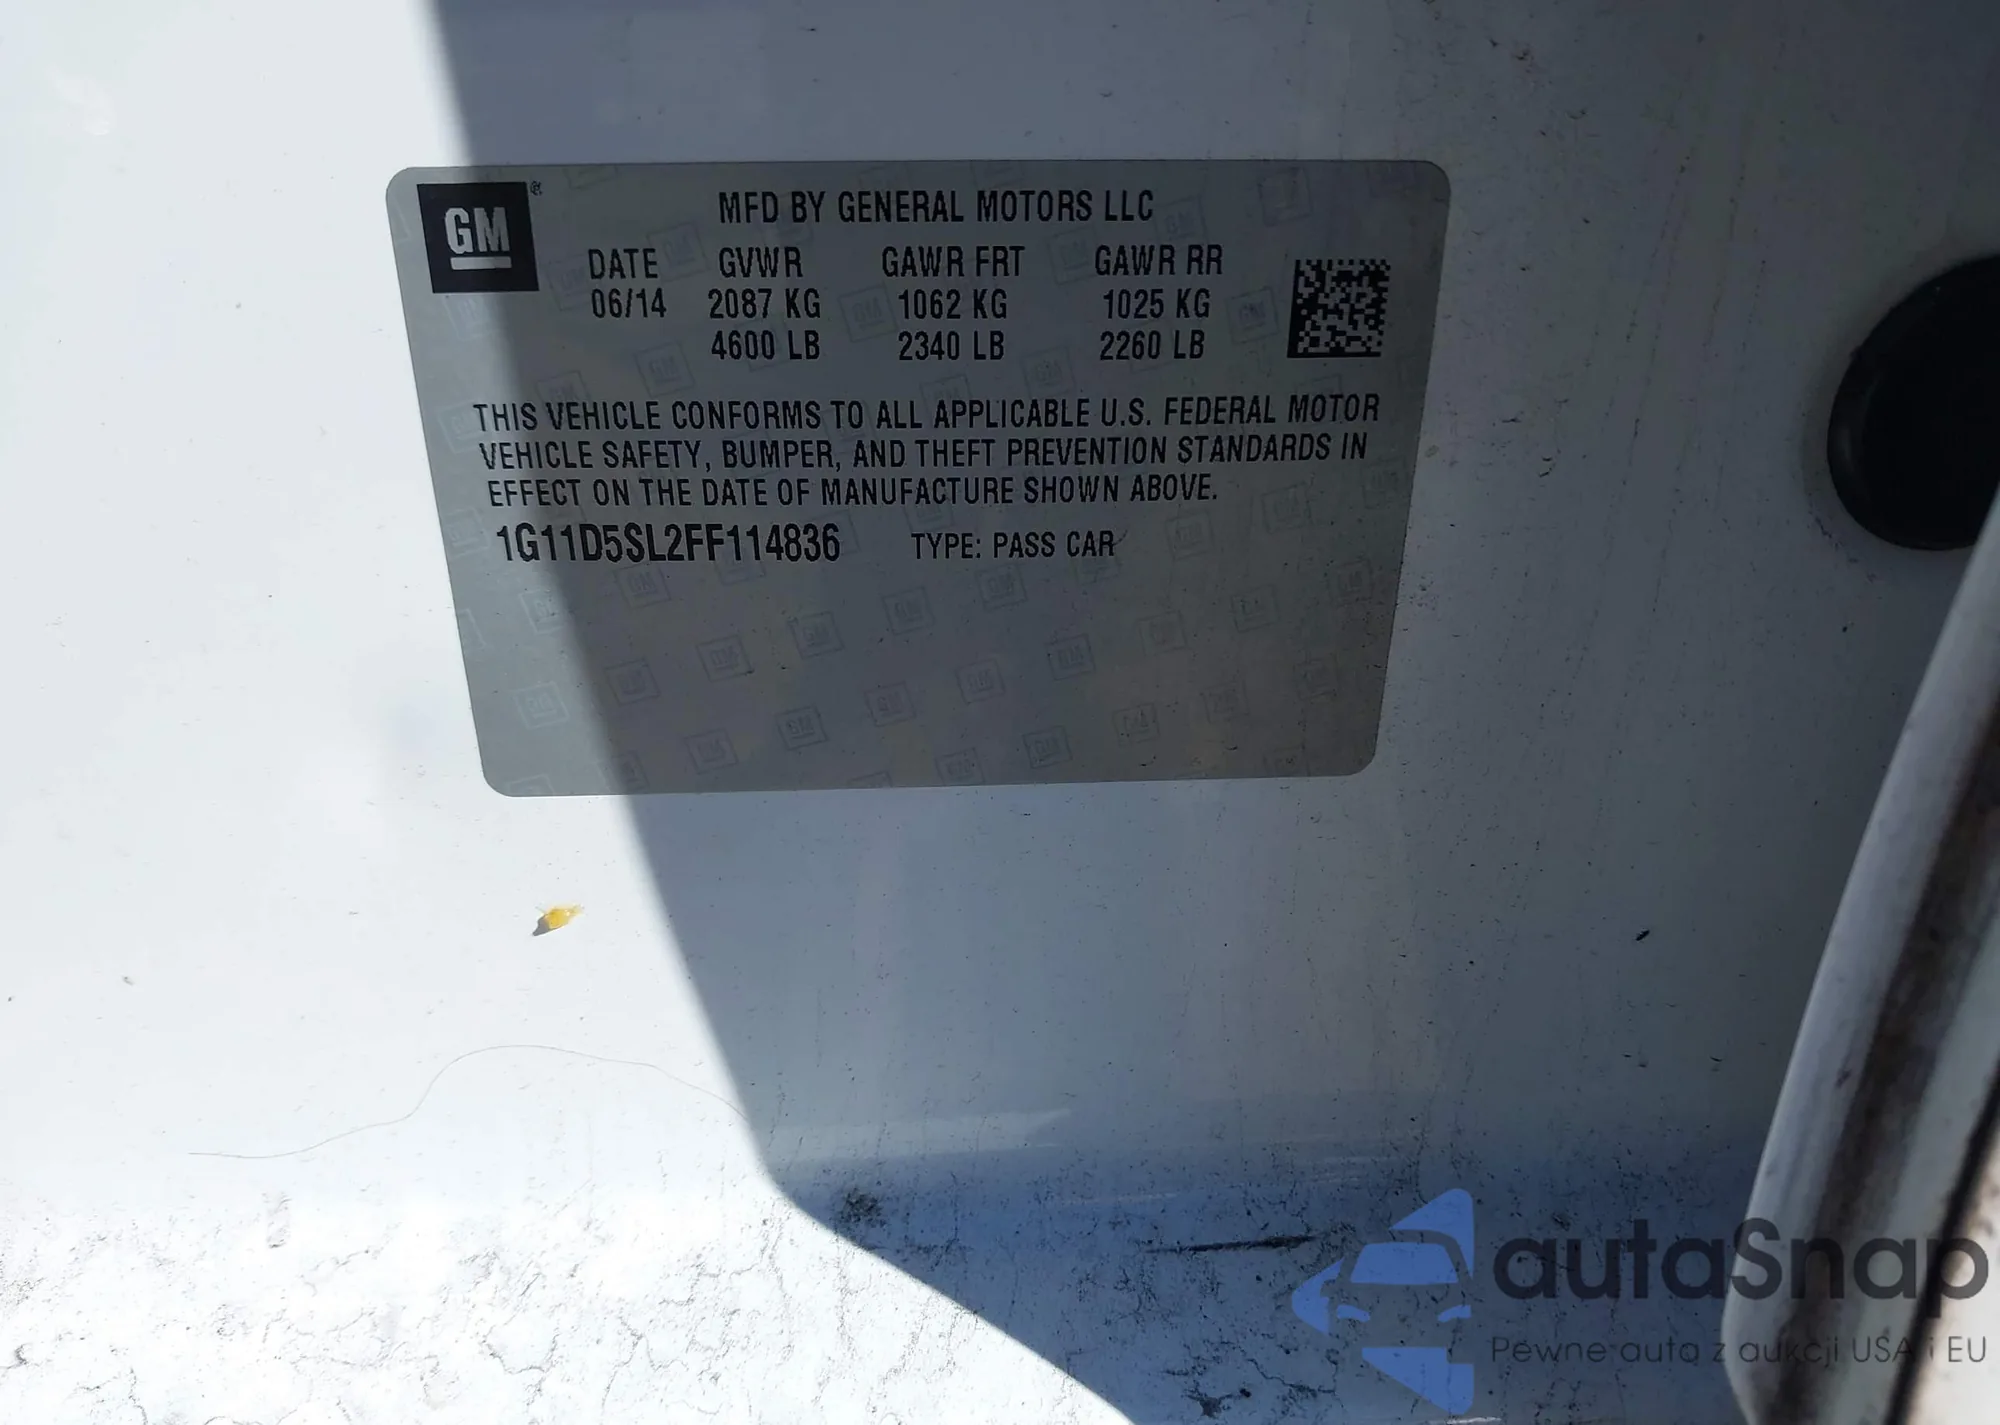 GM
MFD BY GENERAL MOTORS LLC
DATE GVWR GAWR FRT GAWR RR
06/14 2087 KG 1062 KG 1025 KG
4600 LB 2340 LB 2260 LB
THIS VEHICLE CONFORMS TO ALL APPLICABLE U.S. FEDERAL MOTOR
VEHICLE SAFETY, BUMPER, AND THEFT PREVENTION STANDARDS IN
EFFECT ON THE DATE OF MANUFACTURE SHOWN ABOVE.
1G11D5SL2FF114836 TYPE: PASS CAR
autaSnap
Pewne auta z aukcji USA i EU